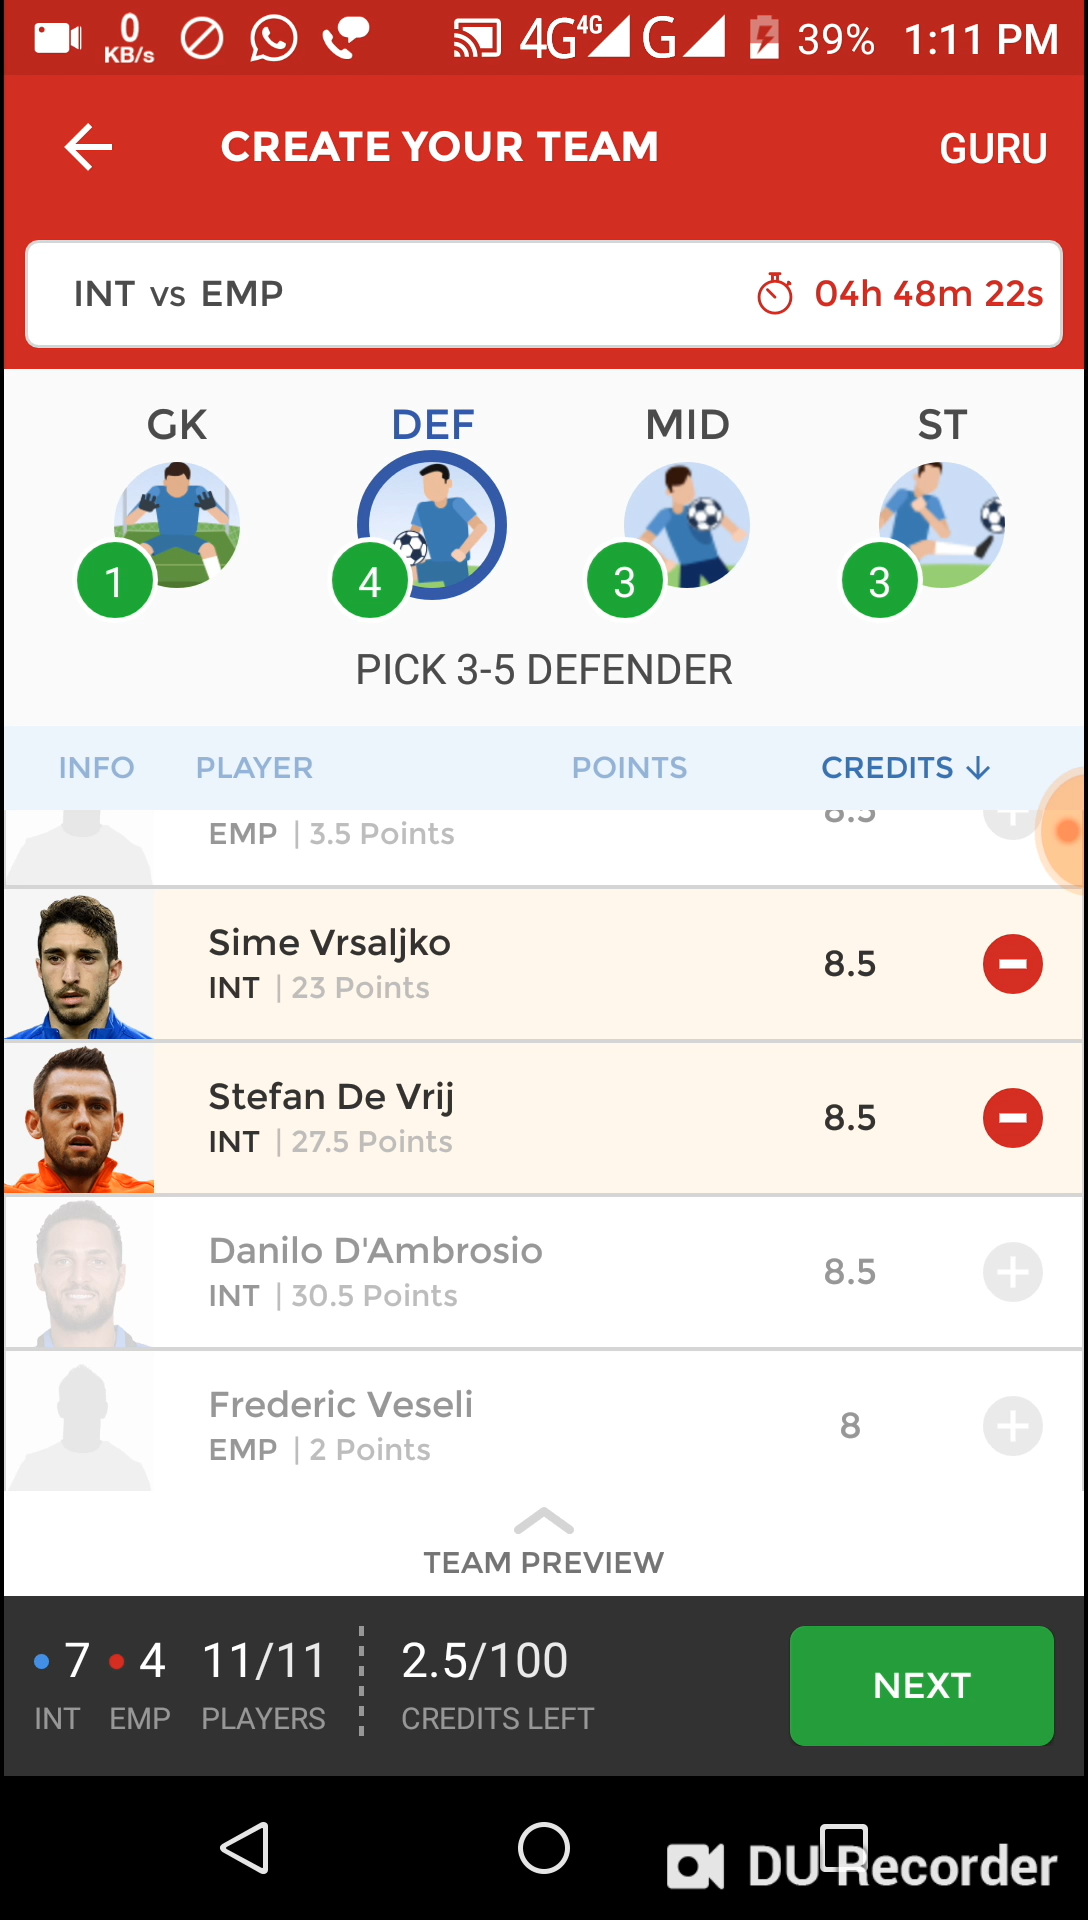 0 KB/s 4G 4G G 39% 1:11 PM
CREATE YOUR TEAM GURU
INT vs EMP 04h 48m 22s
GK DEF MID ST
1 4 3 3
PICK 3-5 DEFENDER
INFO PLAYER POINTS CREDITS ↓
8.5
EMP | 3.5 Points
Sime Vrsaljko
INT | 23 Points
8.5
Stefan De Vrij
INT | 27.5 Points
8.5
Danilo D'Ambrosio
INT | 30.5 Points
8.5
Frederic Veseli
EMP | 2 Points
8
TEAM PREVIEW
7 4 11/11 2.5/100
INT EMP PLAYERS CREDITS LEFT
NEXT
DU Recorder